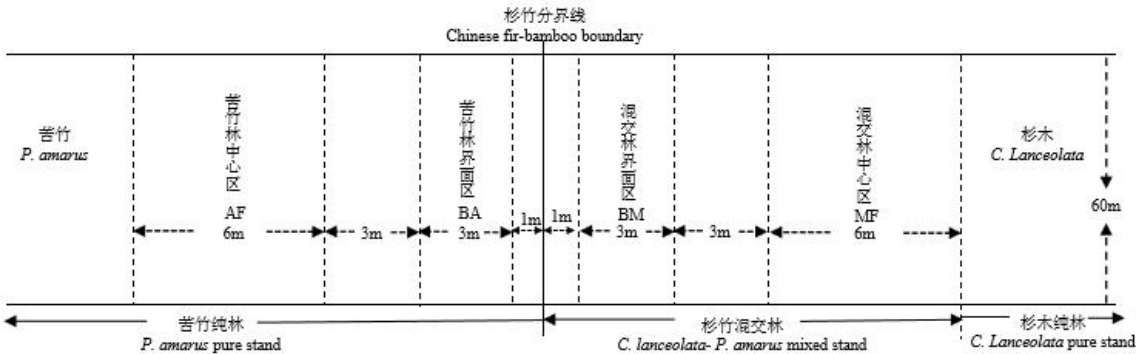 杉竹分界线
Chinese fir-bamboo boundary
苦竹
P. amarus
苦竹林中心区
AF
6m
3m
苦竹林界面区
BA
3m
1m
1m
混交林界面区
BM
3m
3m
混交林中心区
MF
6m
杉木
C. Lanceolata
60m
苦竹纯林
P. amarus pure stand
杉竹混交林
C. lanceolata- P. amarus mixed stand
杉木纯林
C. Lanceolata pure stand